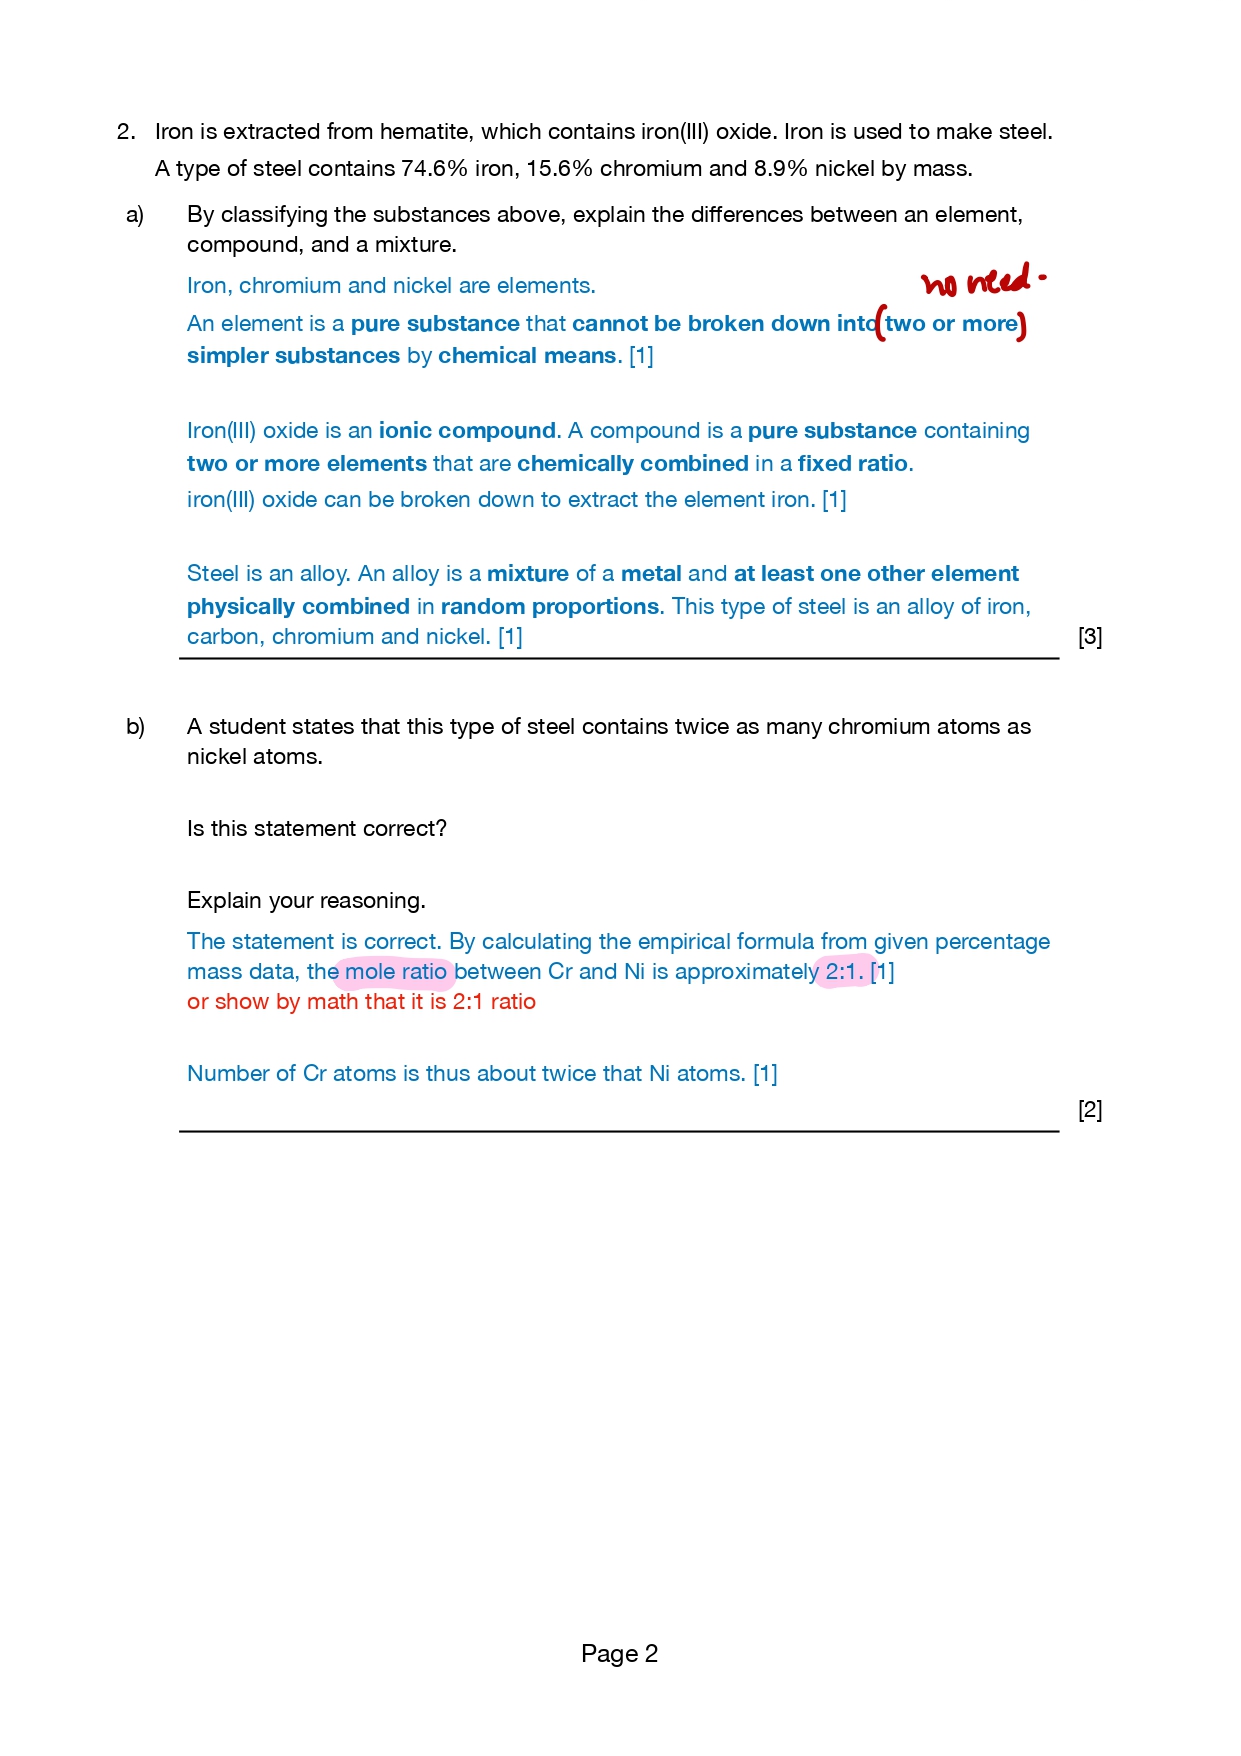 2. Iron is extracted from hematite, which contains iron(III) oxide. Iron is used to make steel.
A type of steel contains 74.6% iron, 15.6% chromium and 8.9% nickel by mass.
a) By classifying the substances above, explain the differences between an element,
compound, and a mixture.
Iron, chromium and nickel are elements.
no need.
An element is a pure substance that cannot be broken down into (two or more)
simpler substances by chemical means. [1]
Iron(III) oxide is an ionic compound. A compound is a pure substance containing
two or more elements that are chemically combined in a fixed ratio.
iron(III) oxide can be broken down to extract the element iron. [1]
Steel is an alloy. An alloy is a mixture of a metal and at least one other element
physically combined in random proportions. This type of steel is an alloy of iron,
carbon, chromium and nickel. [1] [3]
b) A student states that this type of steel contains twice as many chromium atoms as
nickel atoms.
Is this statement correct?
Explain your reasoning.
The statement is correct. By calculating the empirical formula from given percentage
mass data, the mole ratio between Cr and Ni is approximately 2:1. [1]
or show by math that it is 2:1 ratio
Number of Cr atoms is thus about twice that Ni atoms. [1]
[2]
Page 2